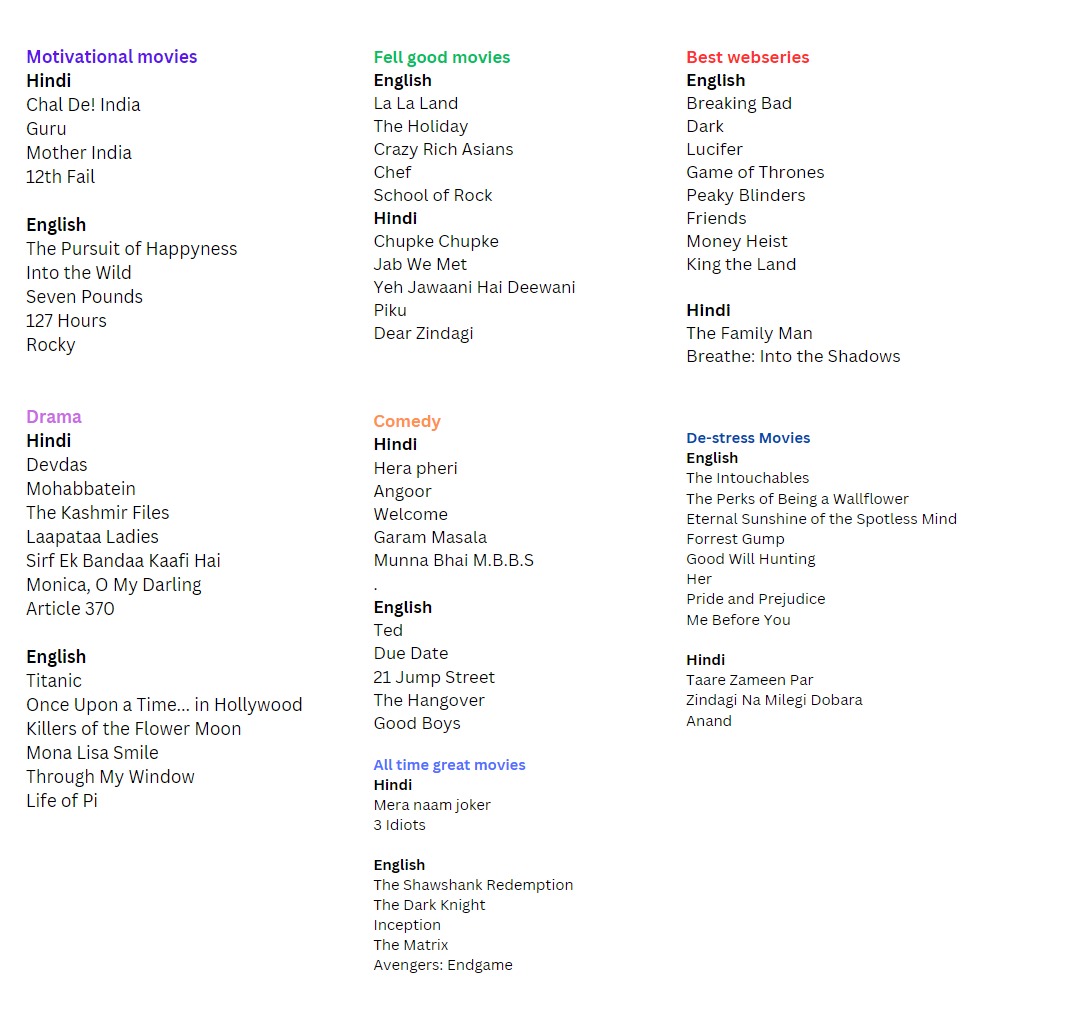 Motivational movies
Hindi
Chal De! India
Guru
Mother India
12th Fail
English
The Pursuit of Happyness
Into the Wild
Seven Pounds
127 Hours
Rocky
Fell good movies
English
La La Land
The Holiday
Crazy Rich Asians
Chef
School of Rock
Hindi
Chupke Chupke
Jab We Met
Yeh Jawaani Hai Deewani
Piku
Dear Zindagi
Best webseries
English
Breaking Bad
Dark
Lucifer
Game of Thrones
Peaky Blinders
Friends
Money Heist
King the Land
Hindi
The Family Man
Breathe: Into the Shadows
Drama
Hindi
Devdas
Mohabbatein
The Kashmir Files
Laapataa Ladies
Sirf Ek Bandaa Kaafi Hai
Monica, O My Darling
Article 370
English
Titanic
Once Upon a Time... in Hollywood
Killers of the Flower Moon
Mona Lisa Smile
Through My Window
Life of Pi
Comedy
Hindi
Hera pheri
Angoor
Welcome
Garam Masala
Munna Bhai M.B.B.S
.
English
Ted
Due Date
21 Jump Street
The Hangover
Good Boys
All time great movies
Hindi
Mera naam joker
3 Idiots
English
The Shawshank Redemption
The Dark Knight
Inception
The Matrix
Avengers: Endgame
De-stress Movies
English
The Intouchables
The Perks of Being a Wallflower
Eternal Sunshine of the Spotless Mind
Forrest Gump
Good Will Hunting
Her
Pride and Prejudice
Me Before You
Hindi
Taare Zameen Par
Zindagi Na Milegi Dobara
Anand